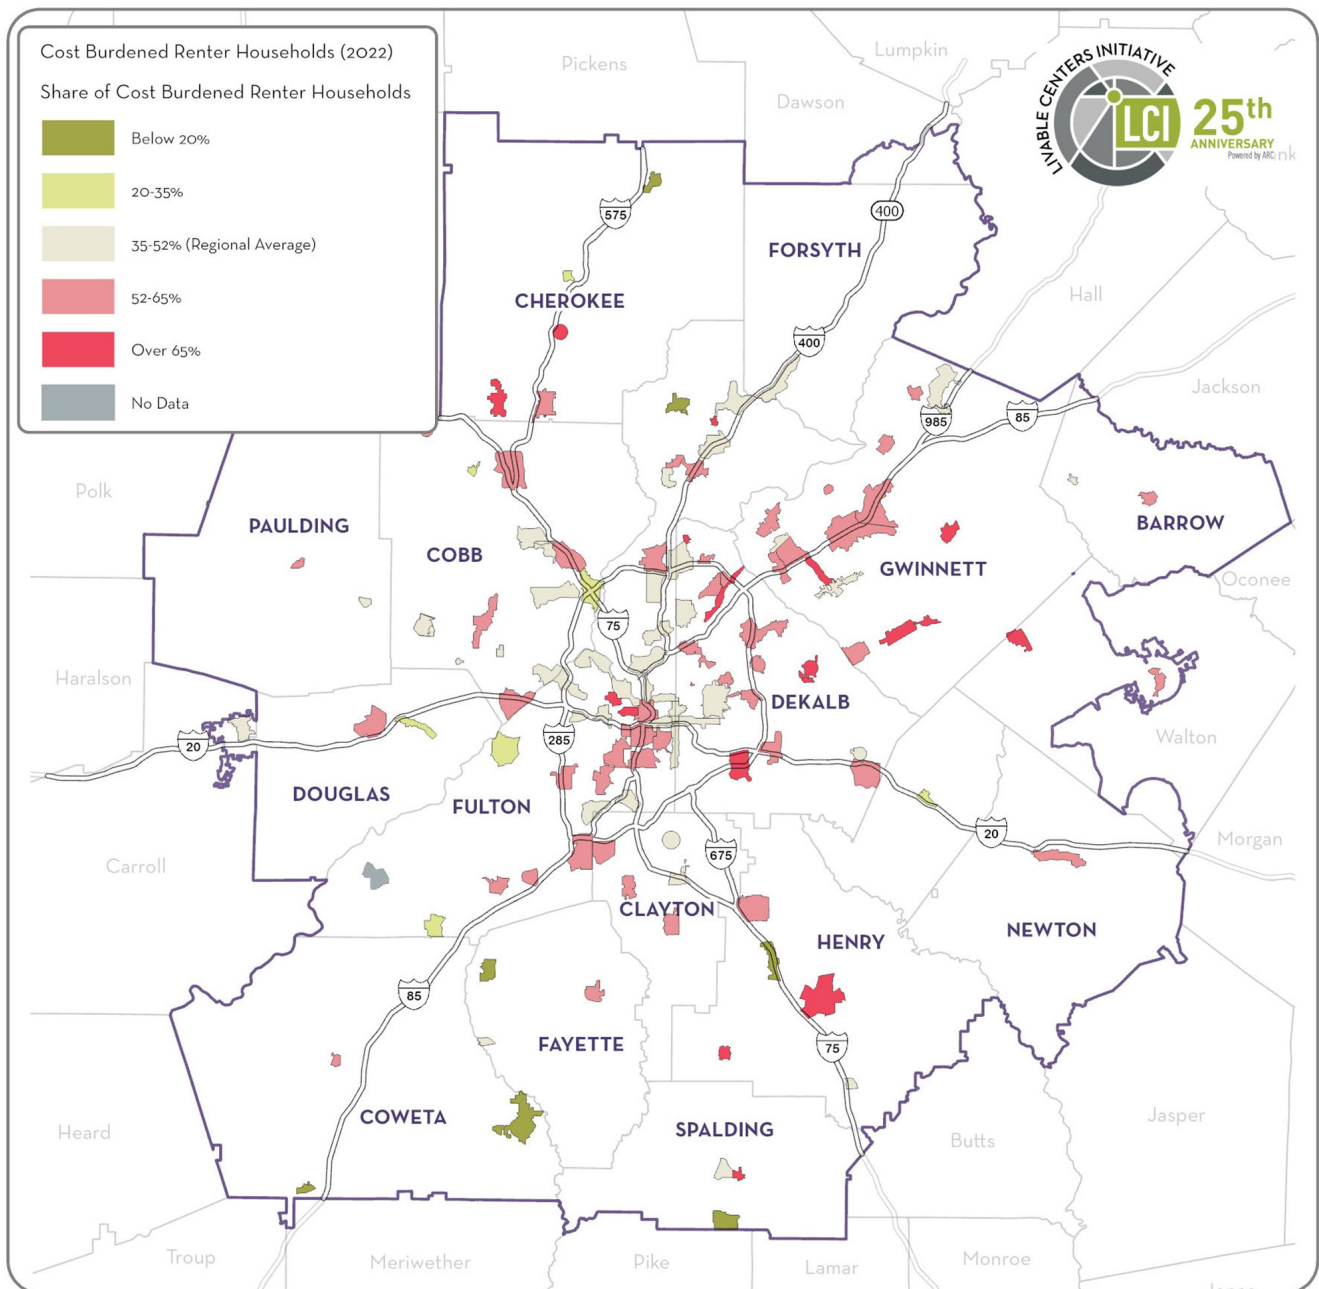 Cost Burdened Renter Households (2022)
Share of Cost Burdened Renter Households
Below 20%
20-35%
35-52% (Regional Average)
52-65%
Over 65%
No Data
Pickens
Lumpkin
Dawson
LIVABLE CENTERS INITIATIVE
LCI
25th
ANNIVERSARY
Powered by ARC
575
400
FORSYTH
CHEROKEE
Hall
400
Jackson
985
85
Polk
PAULDING
COBB
BARROW
GWINNETT
Oconee
75
Haralson
DEKALB
20
285
Walton
DOUGLAS
FULTON
20
Morgan
Carroll
675
CLAYTON
HENRY
NEWTON
85
FAYETTE
75
COWETA
SPALDING
Jasper
Heard
Butts
Troup
Meriwether
Pike
Lamar
Monroe